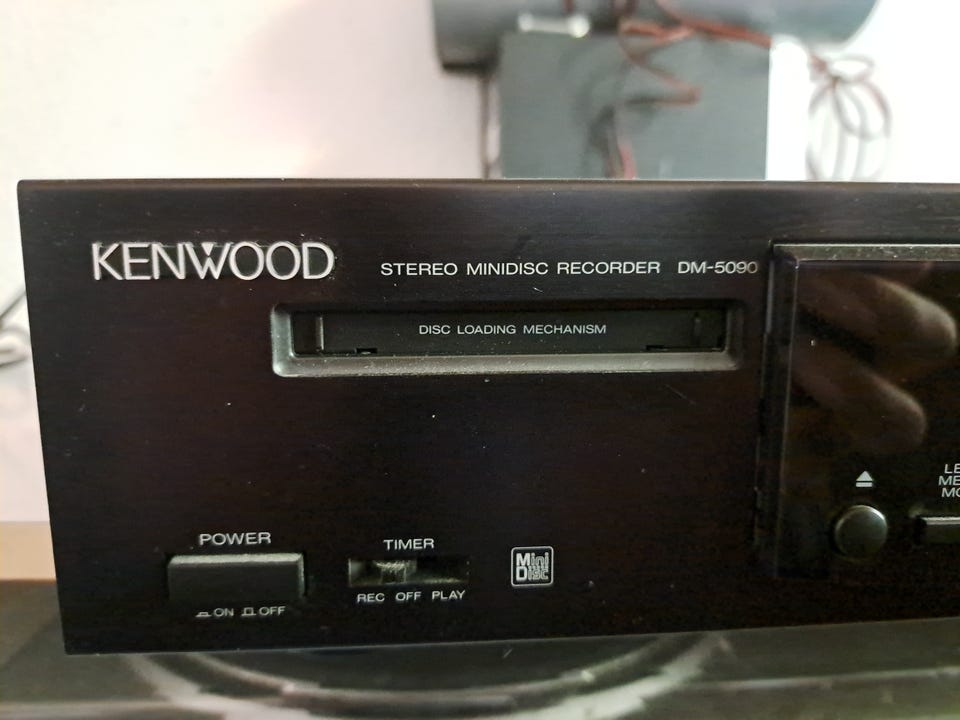 KENWOOD
STEREO MINIDISC RECORDER DM-5090
DISC LOADING MECHANISM
POWER
ON OFF
TIMER
REC OFF PLAY
Mini
Disc